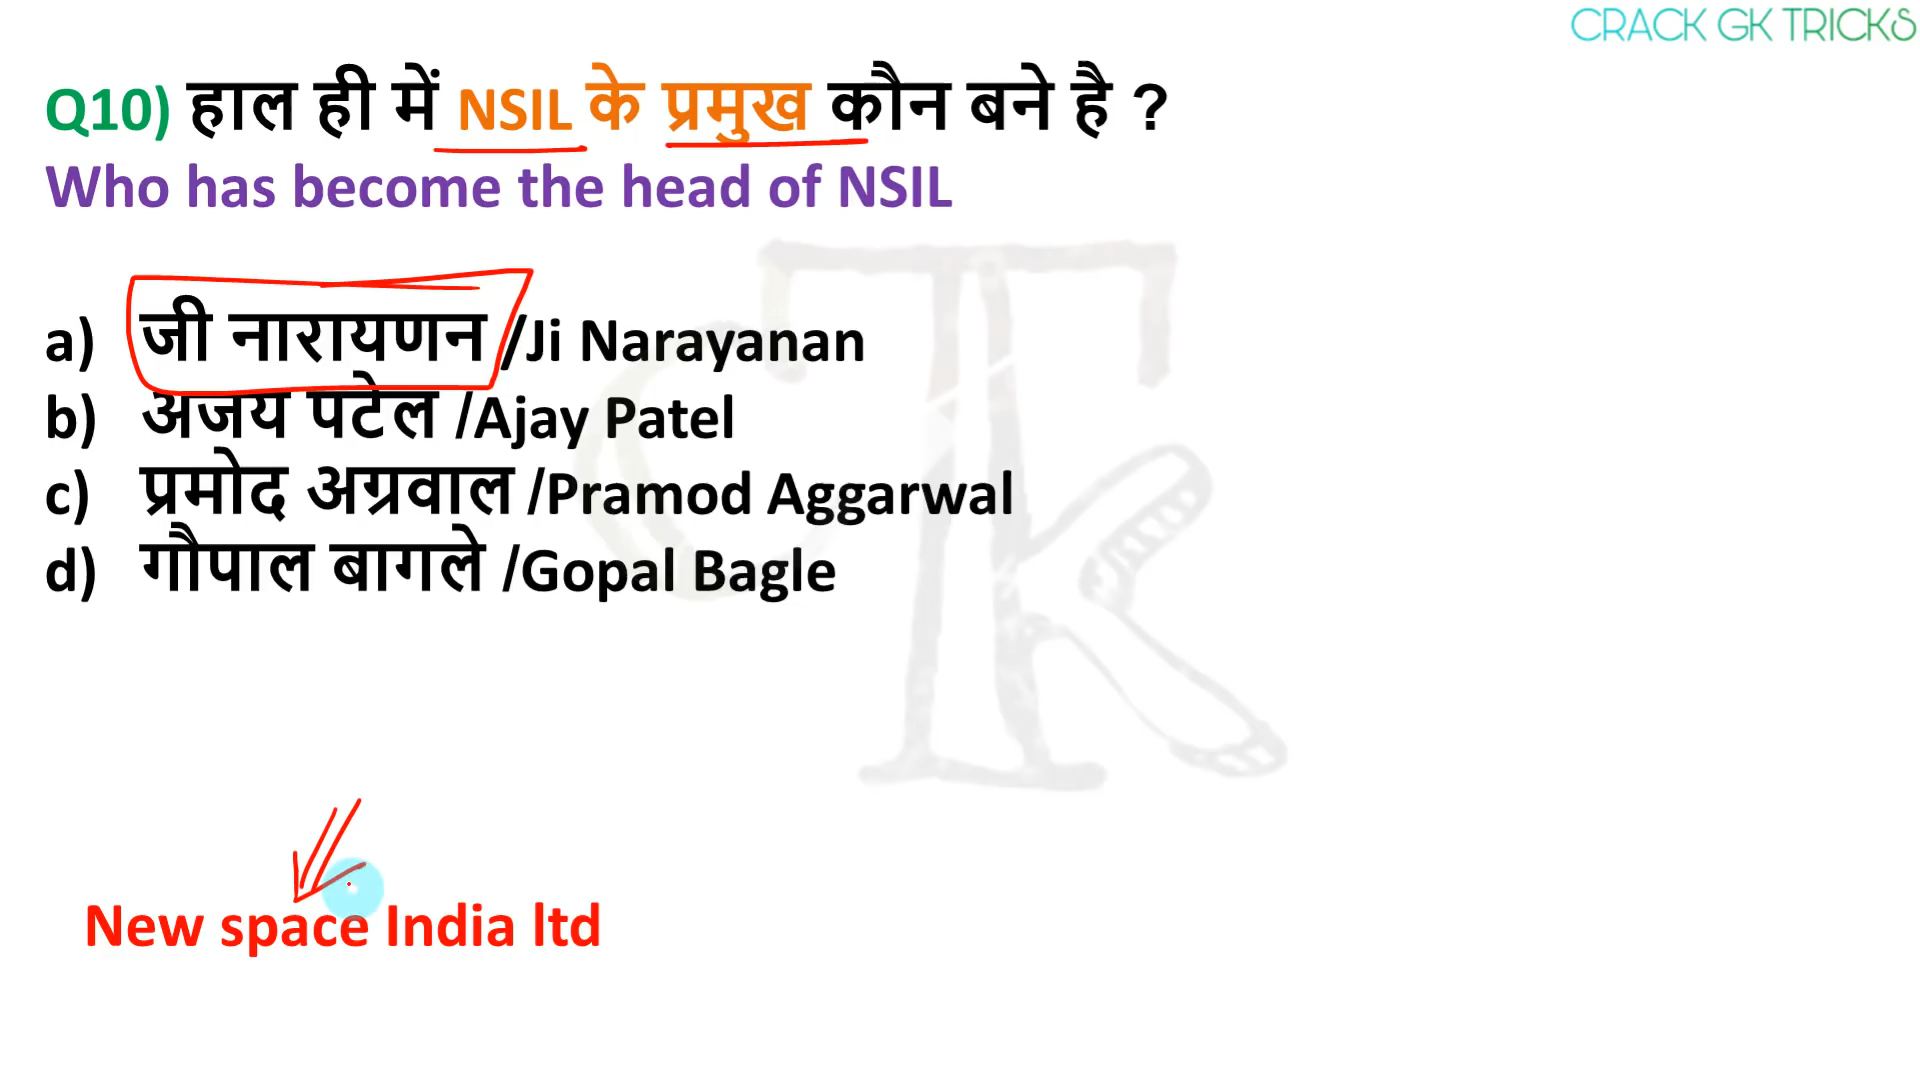 CRACK GK TRICKS
Q10) हाल ही में NSIL के प्रमुख कौन बने है ?
Who has become the head of NSIL
a) जी नारायणन /Ji Narayanan
b) अजय पटेल /Ajay Patel
c) प्रमोद अग्रवाल /Pramod Aggarwal
d) गौपाल बागले /Gopal Bagle
New space India ltd